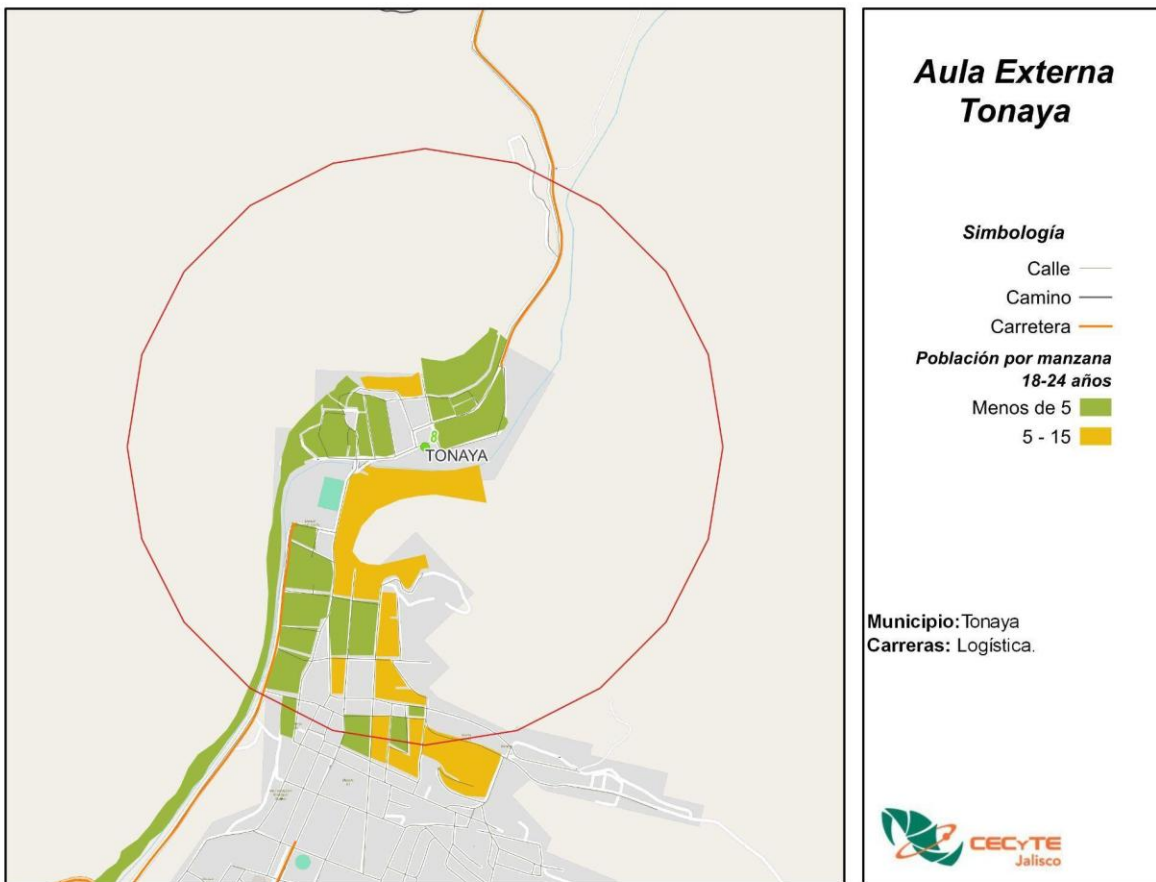 Aula Externa
Tonaya
Simbología
Calle
Camino
Carretera
Población por manzana
18-24 años
Menos de 5
5 - 15
8
TONAYA
Municipio:Tonaya
Carreras: Logística.
CECyTE
Jalisco